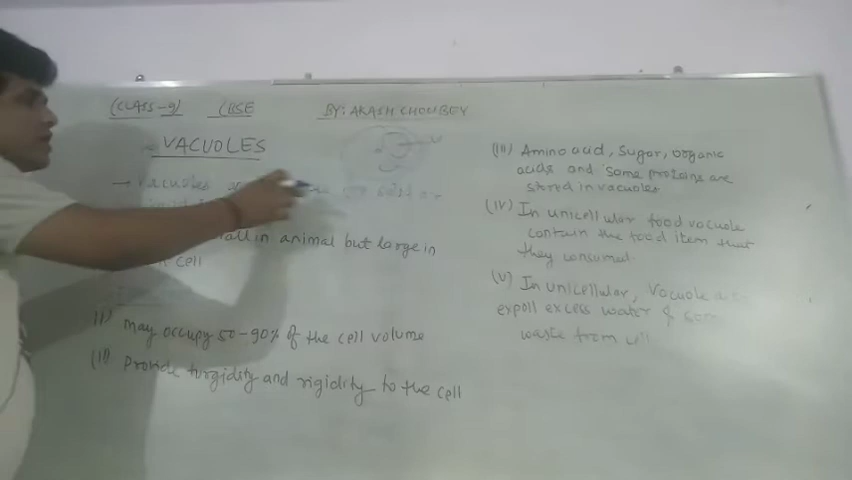 (CLASS-9) CBSE BY: AKASH CHOUBEY
VACUOLES
→ Vacuoles
small in animal but large in
cell
(i) may occupy 50-90% of the cell volume
(ii) Provide turgidity and rigidity to the cell
V
(iii) Amino acid, Sugar, organic
acids and some proteins are
stored in vacuoles
(iv) In unicellular food vacuole
contain the food item that
they consumed.
(v) In unicellular, Vacuole
expell excess water &
waste from